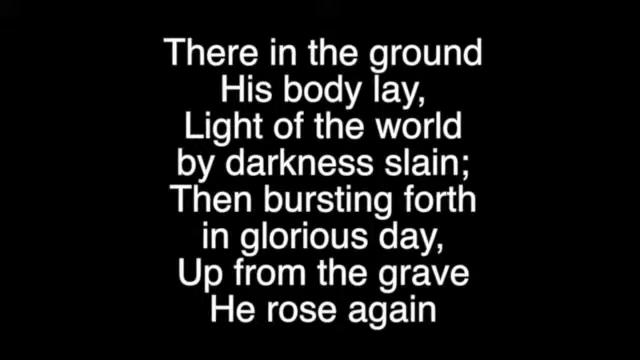 There in the ground
His body lay,
Light of the world
by darkness slain;
Then bursting forth
in glorious day,
Up from the grave
He rose again